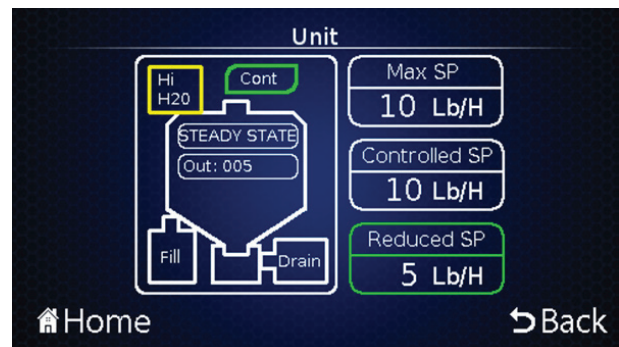 Unit
Hi
H20
Cont
STEADY STATE
Out: 005
Fill
Drain
Max SP
10 Lb/H
Controlled SP
10 Lb/H
Reduced SP
5 Lb/H
Home
Back